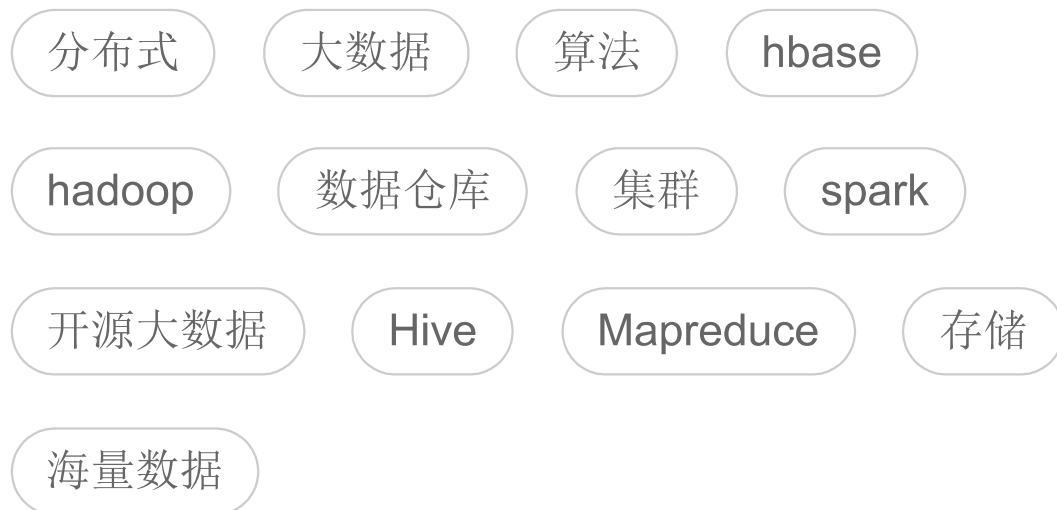 分布式 大数据 算法 hbase
hadoop 数据仓库 集群 spark
开源大数据 Hive Mapreduce 存储
海量数据